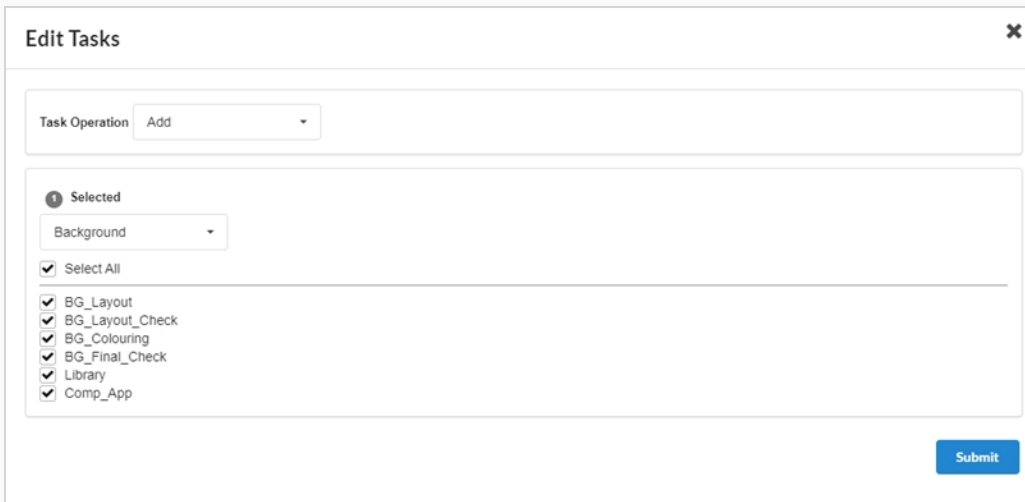 Edit Tasks
Task Operation Add
1 Selected
Background
Select All
BG_Layout
BG_Layout_Check
BG_Colouring
BG_Final_Check
Library
Comp_App
Submit